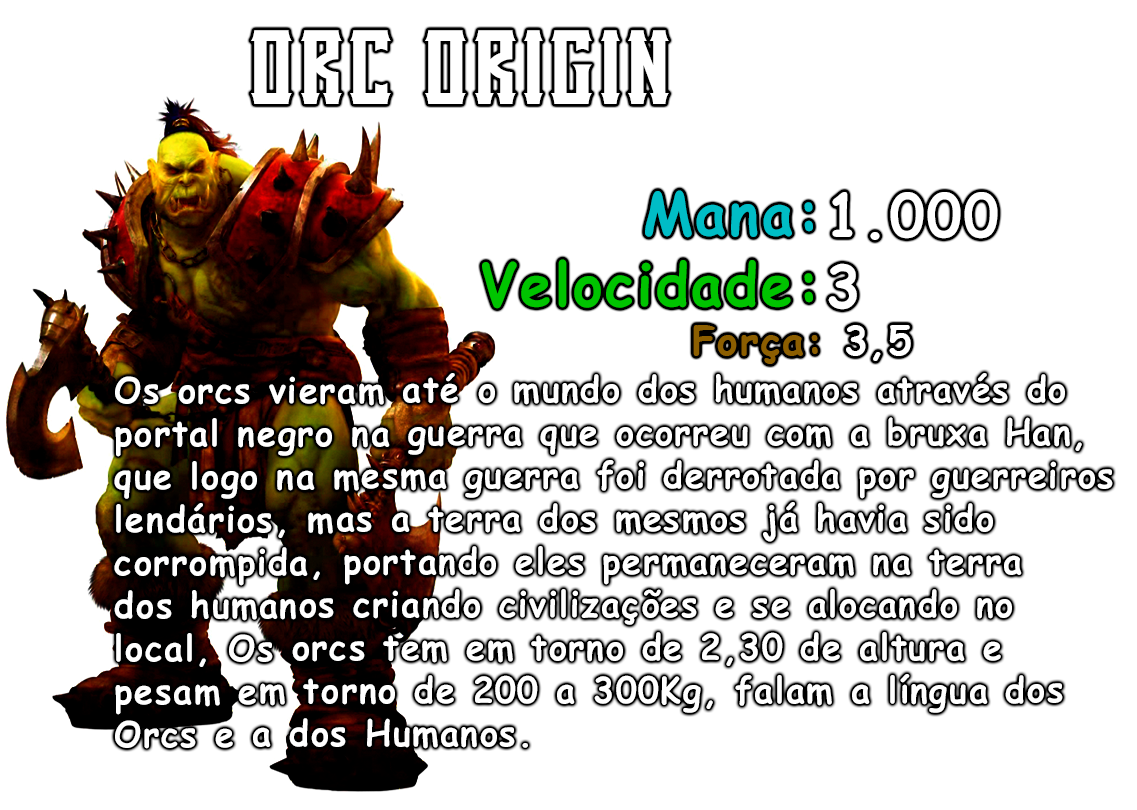 ORC ORIGIN
Mana:1.000
Velocidade:3
Força: 3,5
Os orcs vieram até o mundo dos humanos através do
portal negro na guerra que ocorreu com a bruxa Han,
que logo na mesma guerra foi derrotada por guerreiros
lendários, mas a terra dos mesmos já havia sido
corrompida, portando eles permaneceram na terra
dos humanos criando civilizações e se alocando no
local, Os orcs tem em torno de 2,30 de altura e
pesam em torno de 200 a 300Kg, falam a língua dos
Orcs e a dos Humanos.